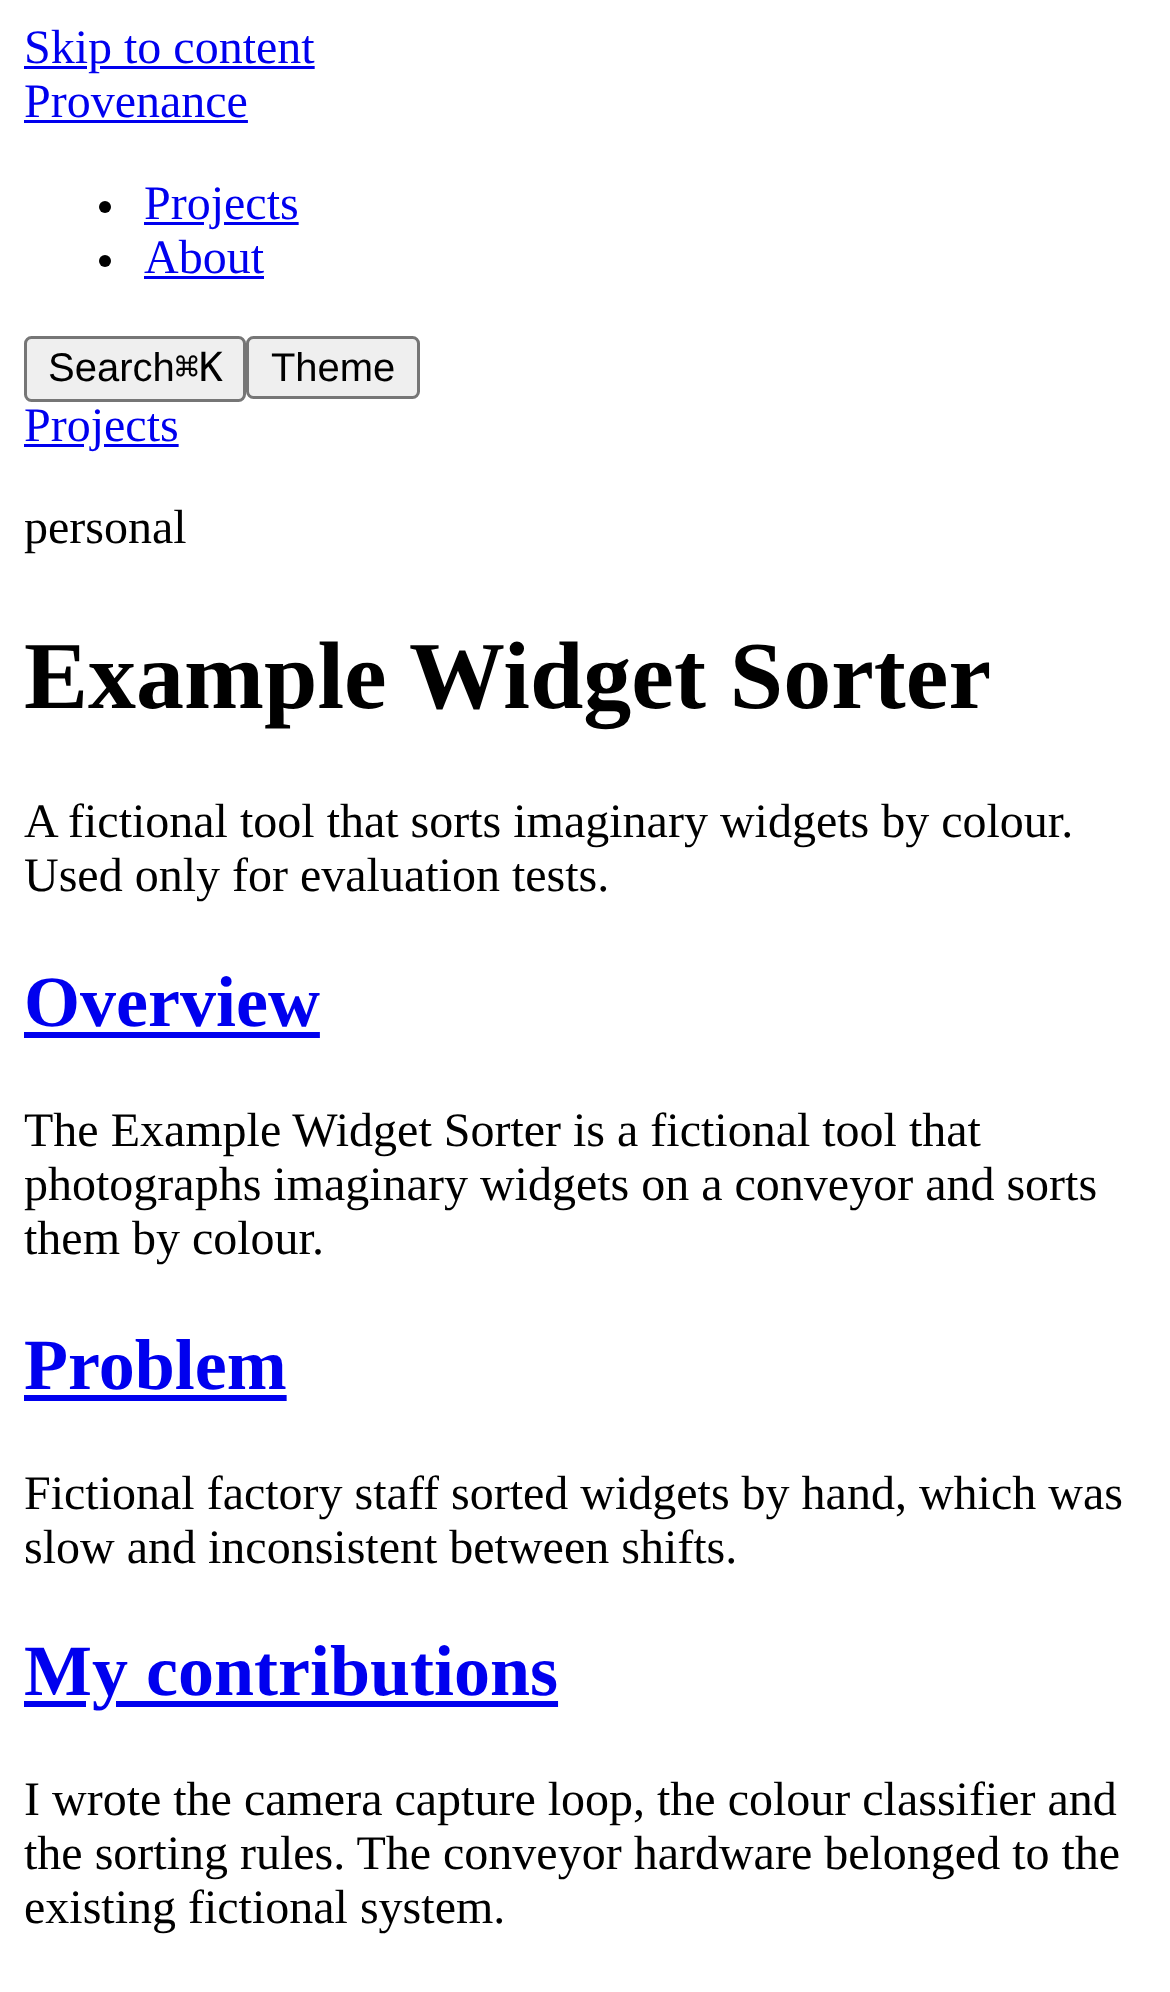 Skip to content
Provenance
Projects
About
Search⌘K Theme
Projects
personal
Example Widget Sorter
A fictional tool that sorts imaginary widgets by colour.
Used only for evaluation tests.
Overview
The Example Widget Sorter is a fictional tool that
photographs imaginary widgets on a conveyor and sorts
them by colour.
Problem
Fictional factory staff sorted widgets by hand, which was
slow and inconsistent between shifts.
My contributions
I wrote the camera capture loop, the colour classifier and
the sorting rules. The conveyor hardware belonged to the
existing fictional system.